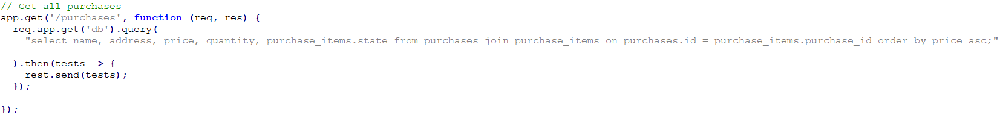 // Get all purchases
app.get('/purchases', function (req, res) {
  req.app.get('db').query(
    "select name, address, price, quantity, purchase_items.state from purchases join purchase_items on purchases.id = purchase_items.purchase_id order by price asc;"
  ).then(tests => {
    rest.send(tests);
  });
});